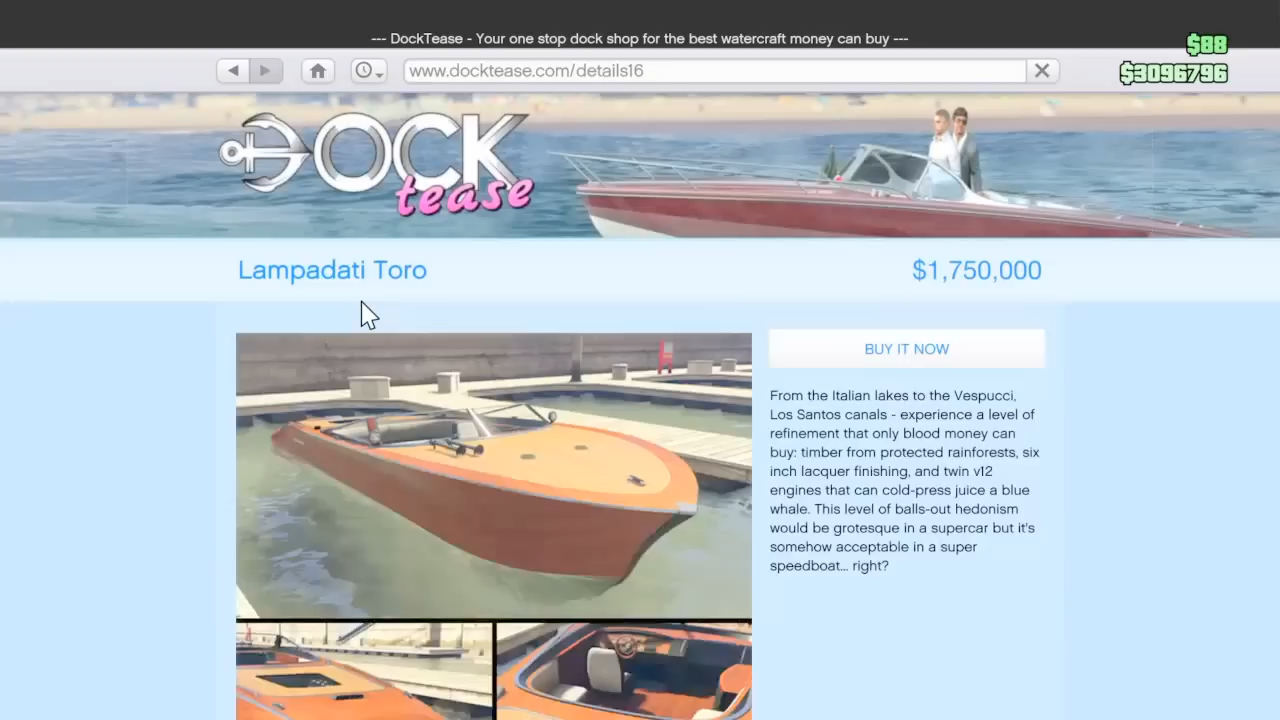 --- DockTease - Your one stop dock shop for the best watercraft money can buy ---
$88
www.docktease.com/details16
$3096796
DOCK
tease
Lampadati Toro
$1,750,000
BUY IT NOW
From the Italian lakes to the Vespucci,
Los Santos canals - experience a level of
refinement that only blood money can
buy: timber from protected rainforests, six
inch lacquer finishing, and twin v12
engines that can cold-press juice a blue
whale. This level of balls-out hedonism
would be grotesque in a supercar but it's
somehow acceptable in a super
speedboat... right?